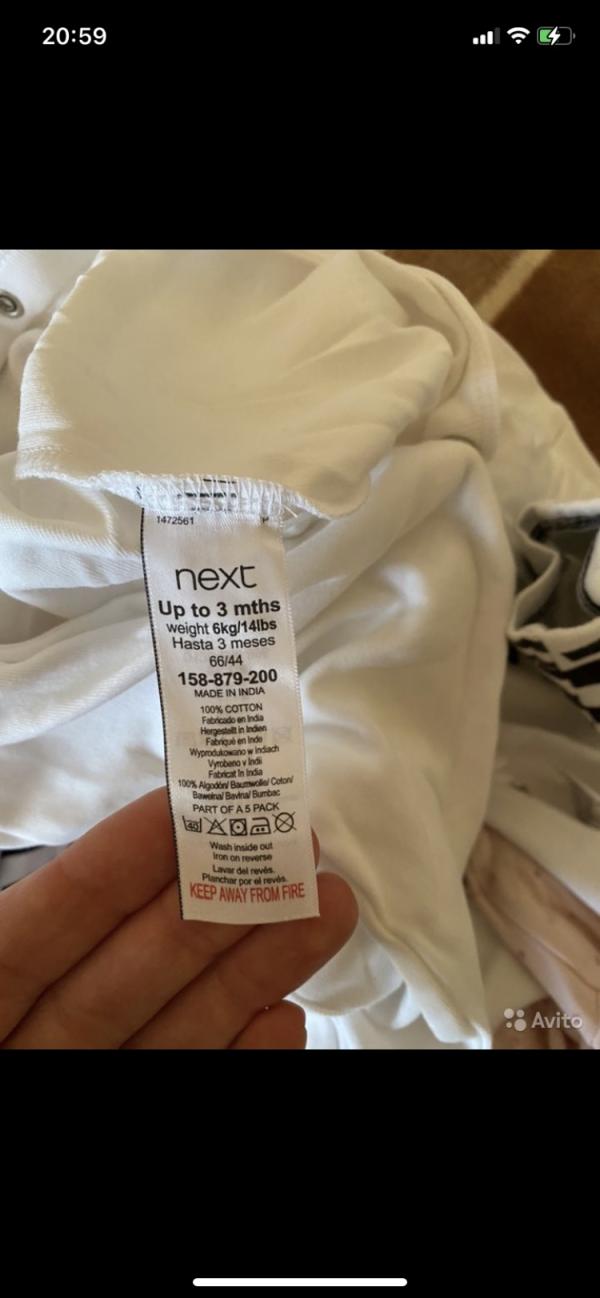 20:59
1472561
P
next
Up to 3 mths
weight 6kg/14lbs
Hasta 3 meses
66/44
158-879-200
MADE IN INDIA
100% COTTON
Fabricado en India
Hergestellt in Indien
Fabriqué en Inde
Wyprodukowano w Indiach
Vyrobeno v Indii
Fabricat în India
100% Algodón/ Baumwolle/ Coton/
Bawełna/ Bavlna/ Bumbac
PART OF A 5 PACK
40
Wash inside out
Iron on reverse
Lavar del revés.
Planchar por el revés.
KEEP AWAY FROM FIRE
Avito